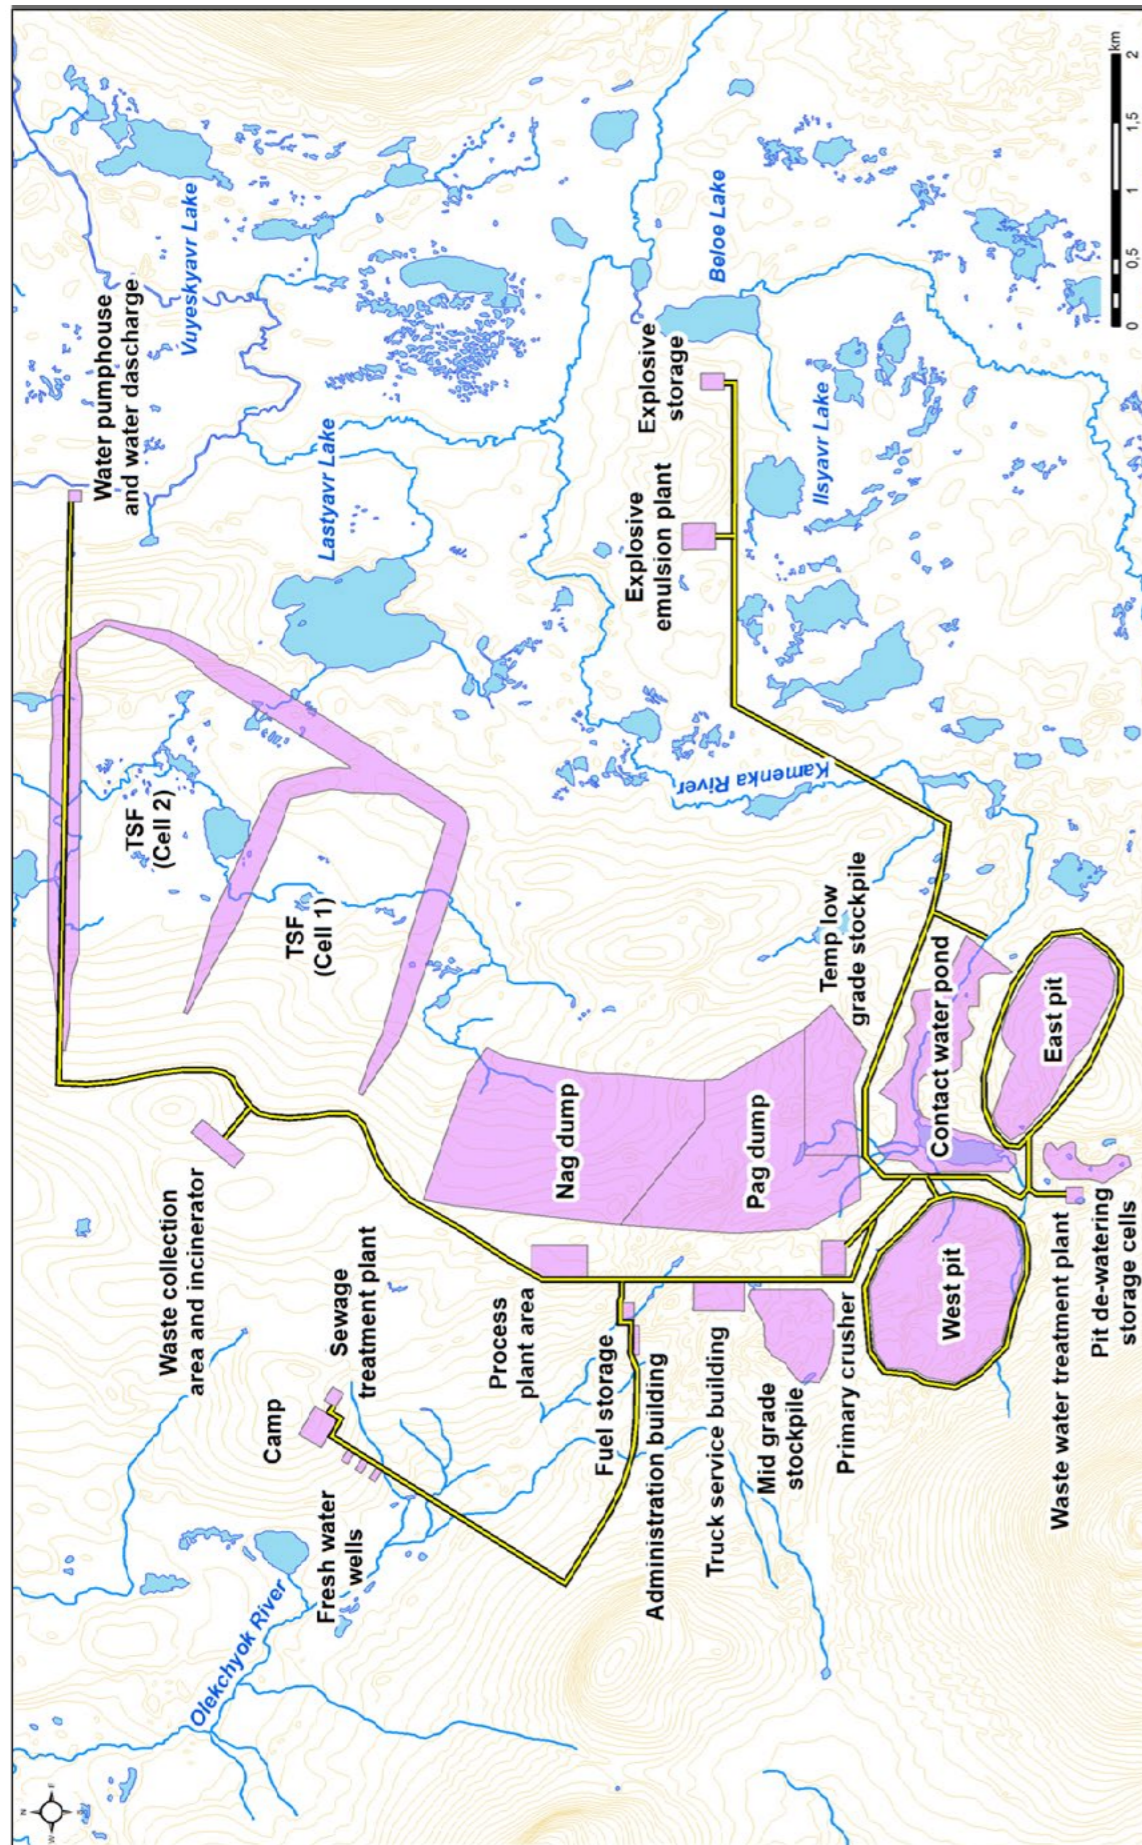 N
W
E
S
Water pumphouse
and water dascharge
TSF
(Cell 2)
Vuyeskyavr Lake
Waste collection
area and incinerator
Olekchyok River
Camp
TSF
(Cell 1)
Fresh water
wells
Sewage
treatment plant
Lastyavr Lake
Process
plant area
Nag dump
Fuel storage
Administration building
Explosive
emulsion plant
Explosive
storage
Truck service building
Beloe Lake
Kamenka River
Pag dump
Mid grade
stockpile
Ilsyavr Lake
Temp low
grade stockpile
Primary crusher
Contact water pond
West pit
East pit
Waste water treatment plant
Pit de-watering
storage cells
km
0 0,5 1 1,5 2